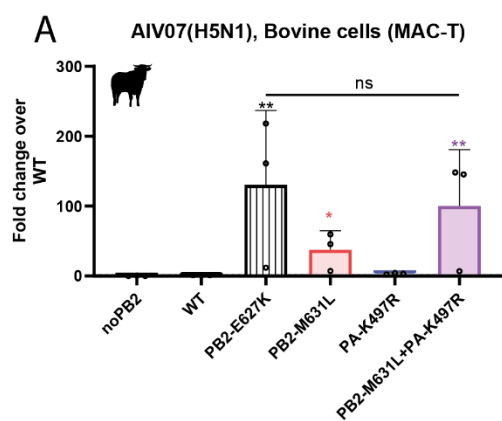 A
AIV07(H5N1), Bovine cells (MAC-T)
Fold change over
WT
300
200
100
0
ns
**
*
**
noPB2
WT
PB2-E627K
PB2-M631L
PA-K497R
PB2-M631L+PA-K497R